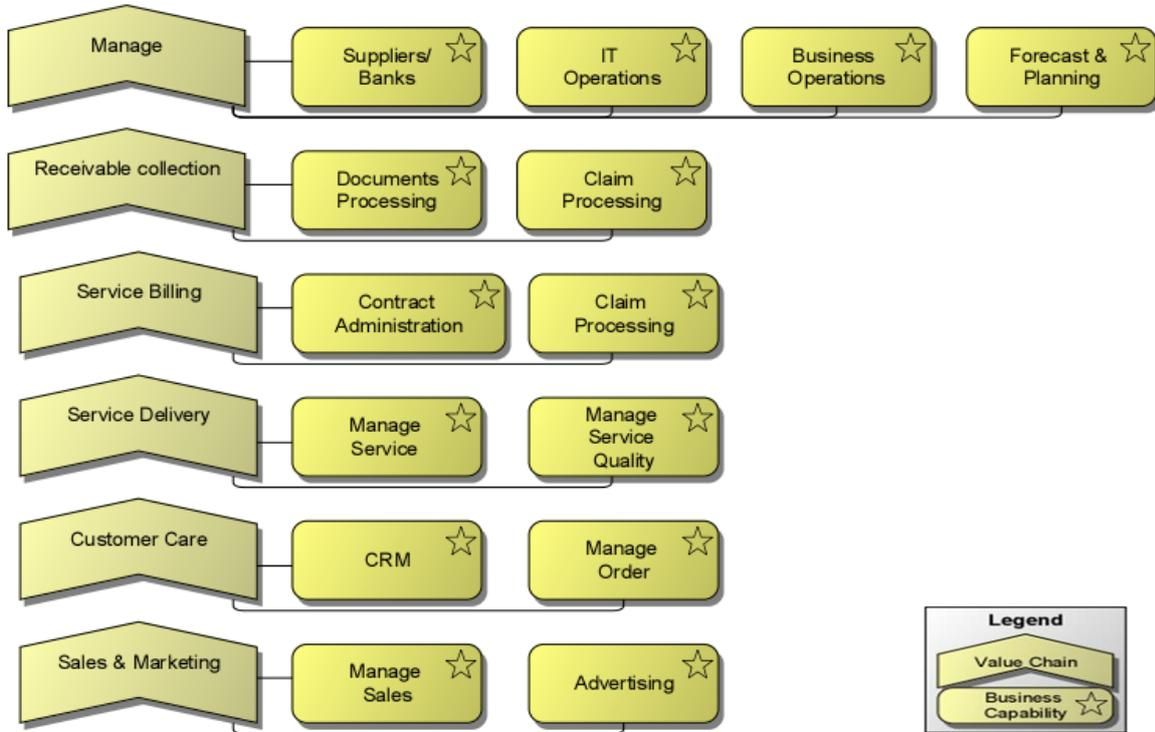 Manage
Suppliers/
Banks
IT
Operations
Business
Operations
Forecast &
Planning
Receivable collection
Documents
Processing
Claim
Processing
Service Billing
Contract
Administration
Claim
Processing
Service Delivery
Manage
Service
Manage
Service
Quality
Customer Care
CRM
Manage
Order
Sales & Marketing
Manage
Sales
Advertising
Legend
Value Chain
Business
Capability